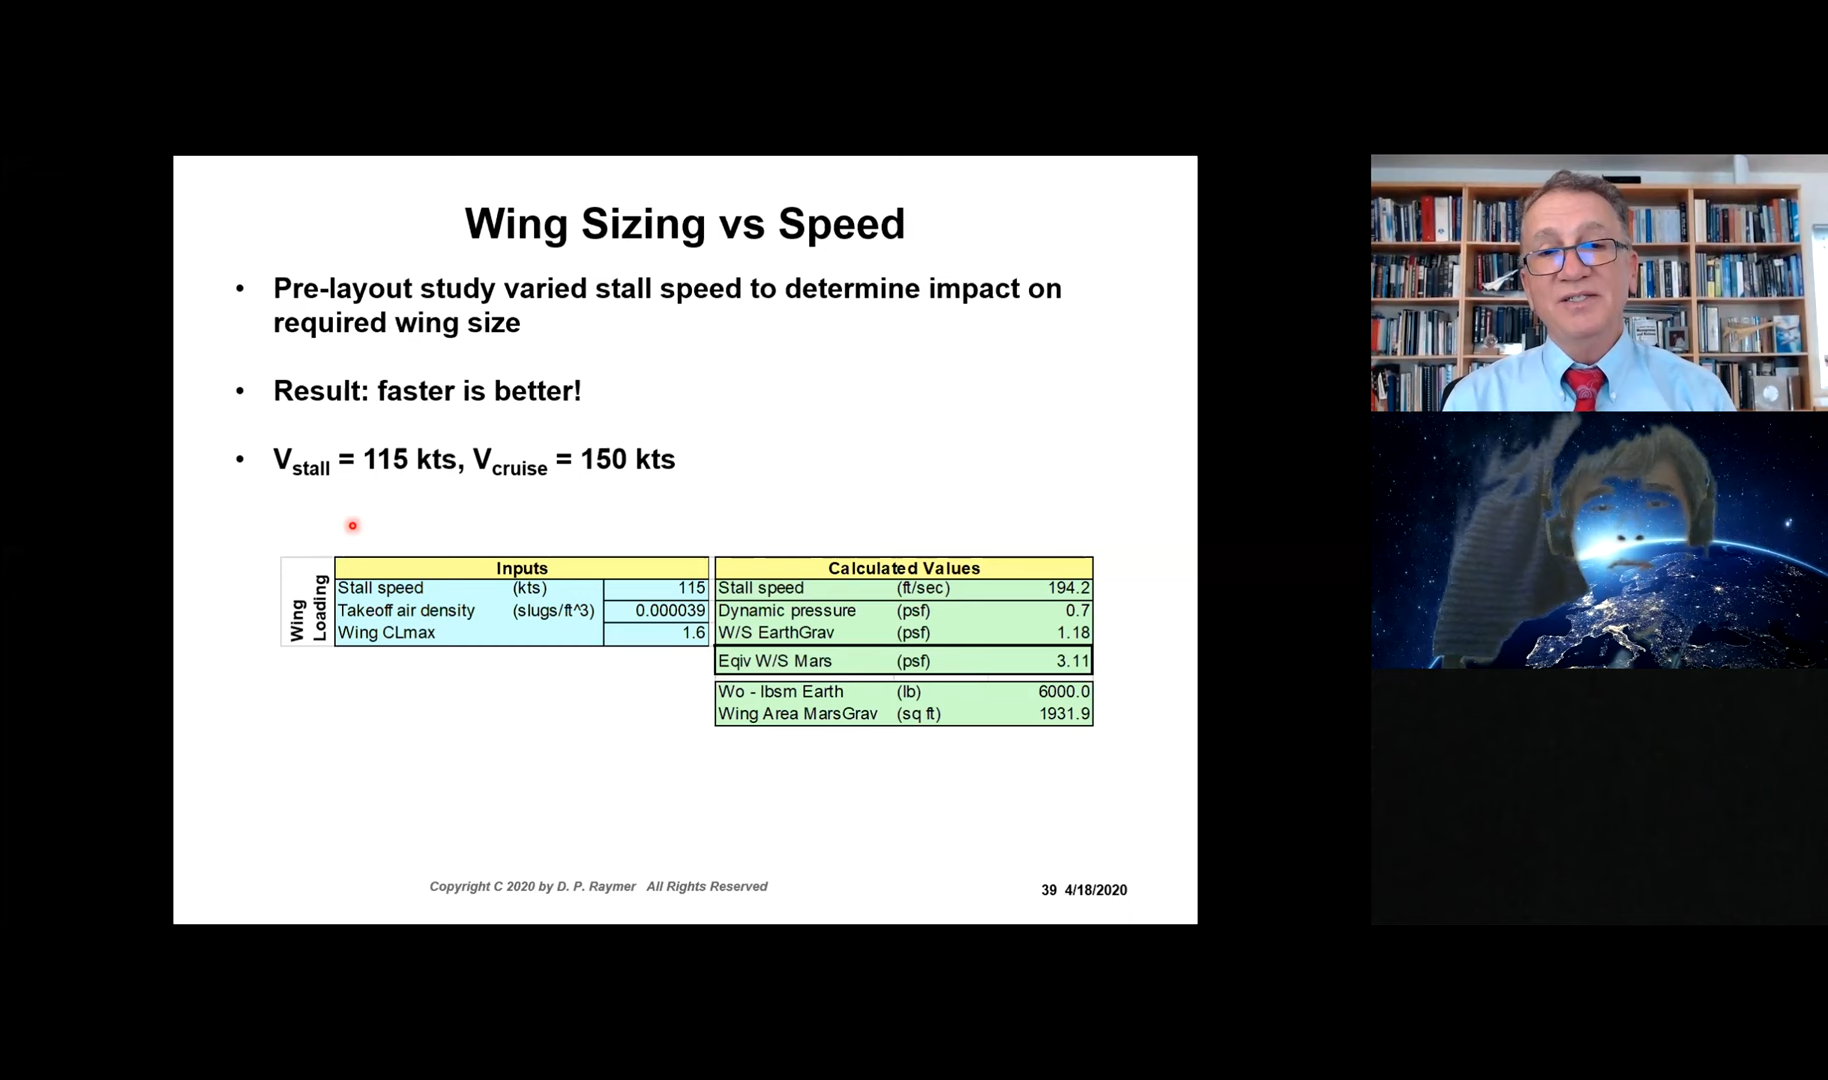 Wing Sizing vs Speed
• Pre-layout study varied stall speed to determine impact on
required wing size
• Result: faster is better!
• Vstall = 115 kts, Vcruise = 150 kts
Wing
Loading
Inputs
Stall speed (kts) 115
Takeoff air density (slugs/ft^3) 0.000039
Wing CLmax 1.6
Calculated Values
Stall speed (ft/sec) 194.2
Dynamic pressure (psf) 0.7
W/S EarthGrav (psf) 1.18
Eqiv W/S Mars (psf) 3.11
Wo - lbsm Earth (lb) 6000.0
Wing Area MarsGrav (sq ft) 1931.9
Copyright C 2020 by D. P. Raymer All Rights Reserved
39 4/18/2020